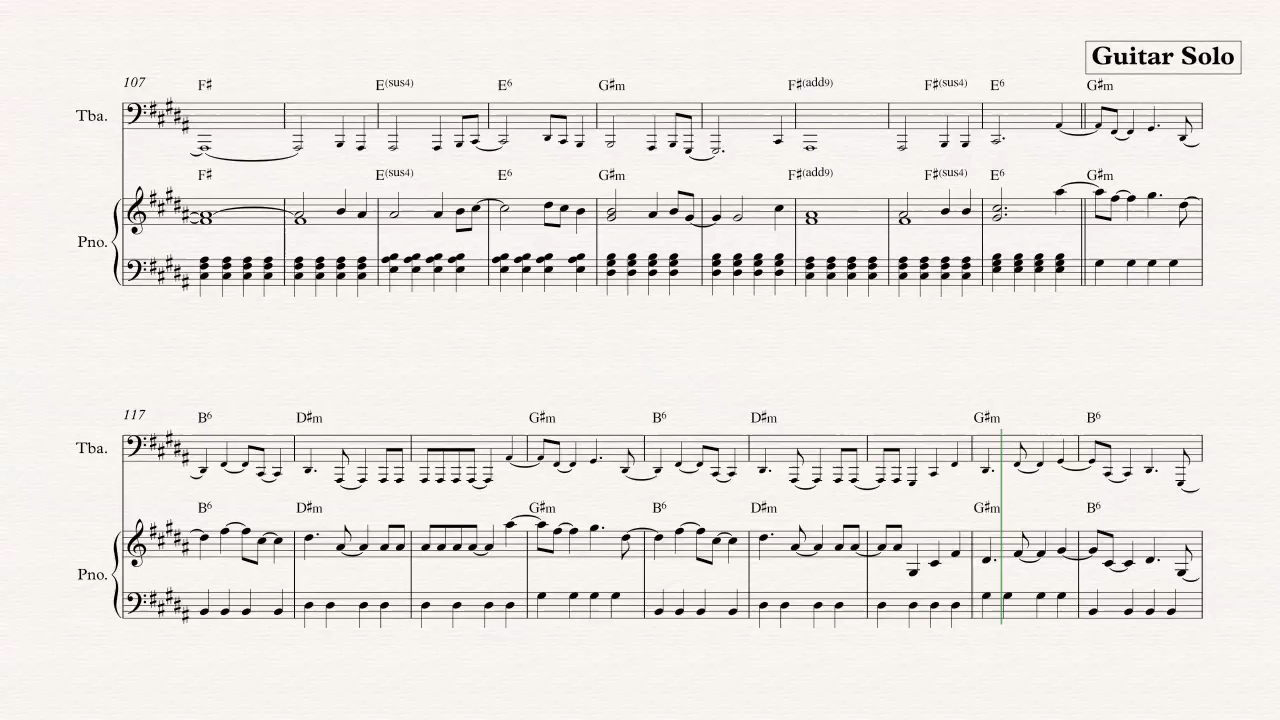 Guitar Solo
107
F♯ E(sus4) E6 G♯m F♯(add9) F♯(sus4) E6 G♯m
Tba.
F♯ E(sus4) E6 G♯m F♯(add9) F♯(sus4) E6 G♯m
Pno.
117
B6 D♯m G♯m B6 D♯m G♯m B6
Tba.
B6 D♯m G♯m B6 D♯m G♯m B6
Pno.